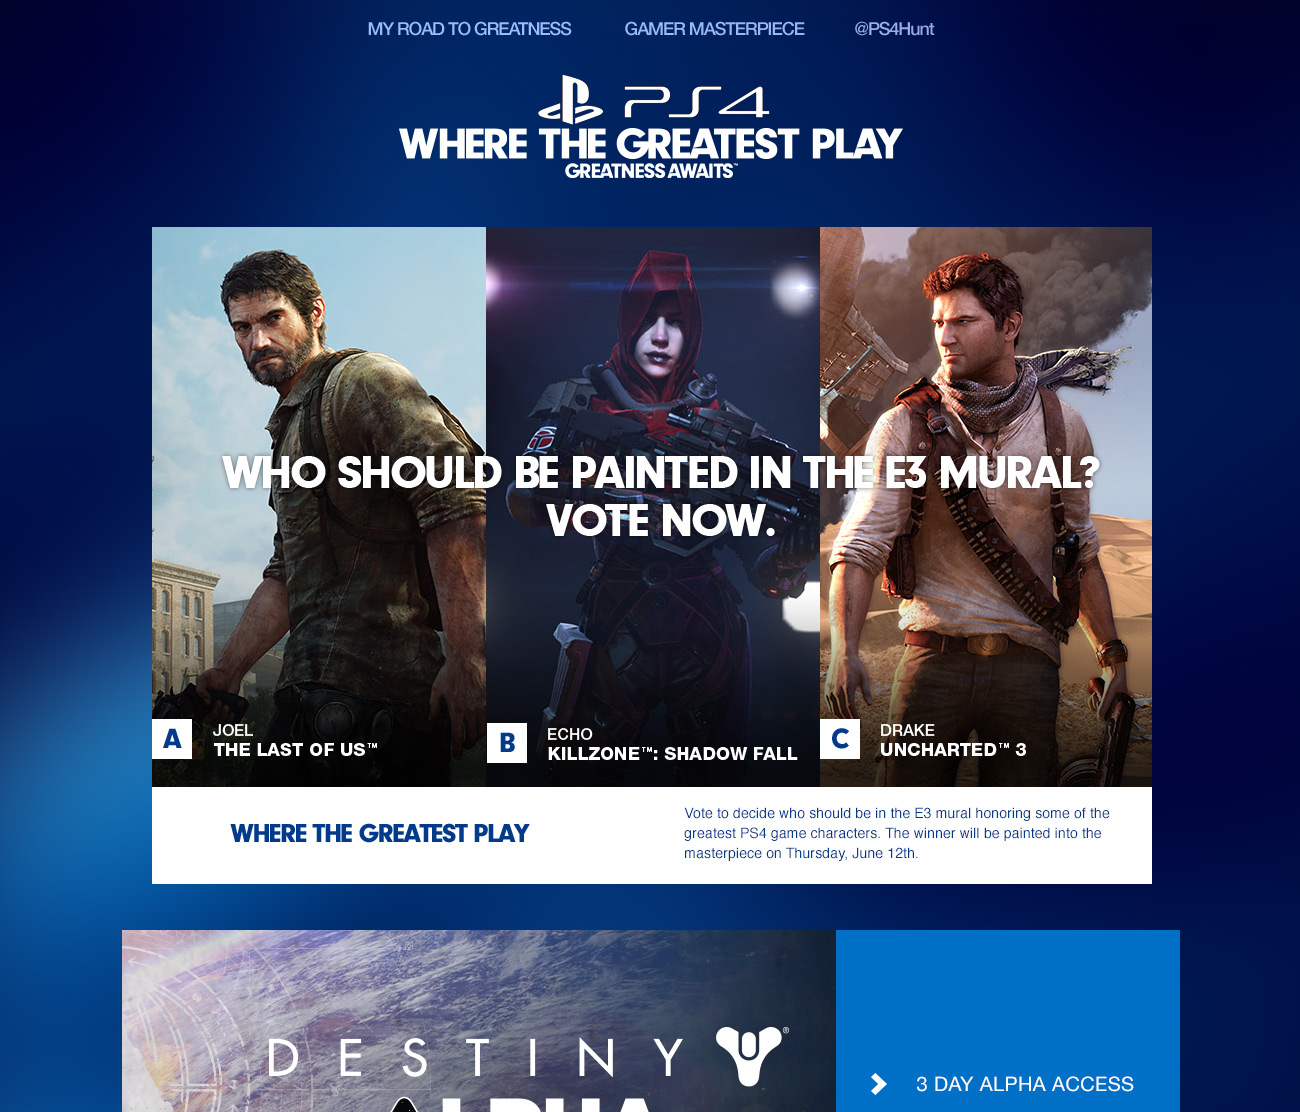 MY ROAD TO GREATNESS
GAMER MASTERPIECE
@PS4Hunt
PS4
WHERE THE GREATEST PLAY
GREATNESS AWAITS™
WHO SHOULD BE PAINTED IN THE E3 MURAL?
VOTE NOW.
A
JOEL
THE LAST OF US™
B
ECHO
KILLZONE™: SHADOW FALL
C
DRAKE
UNCHARTED™ 3
WHERE THE GREATEST PLAY
Vote to decide who should be in the E3 mural honoring some of the
greatest PS4 game characters. The winner will be painted into the
masterpiece on Thursday, June 12th.
DESTINY ®
ALPHA
3 DAY ALPHA ACCESS